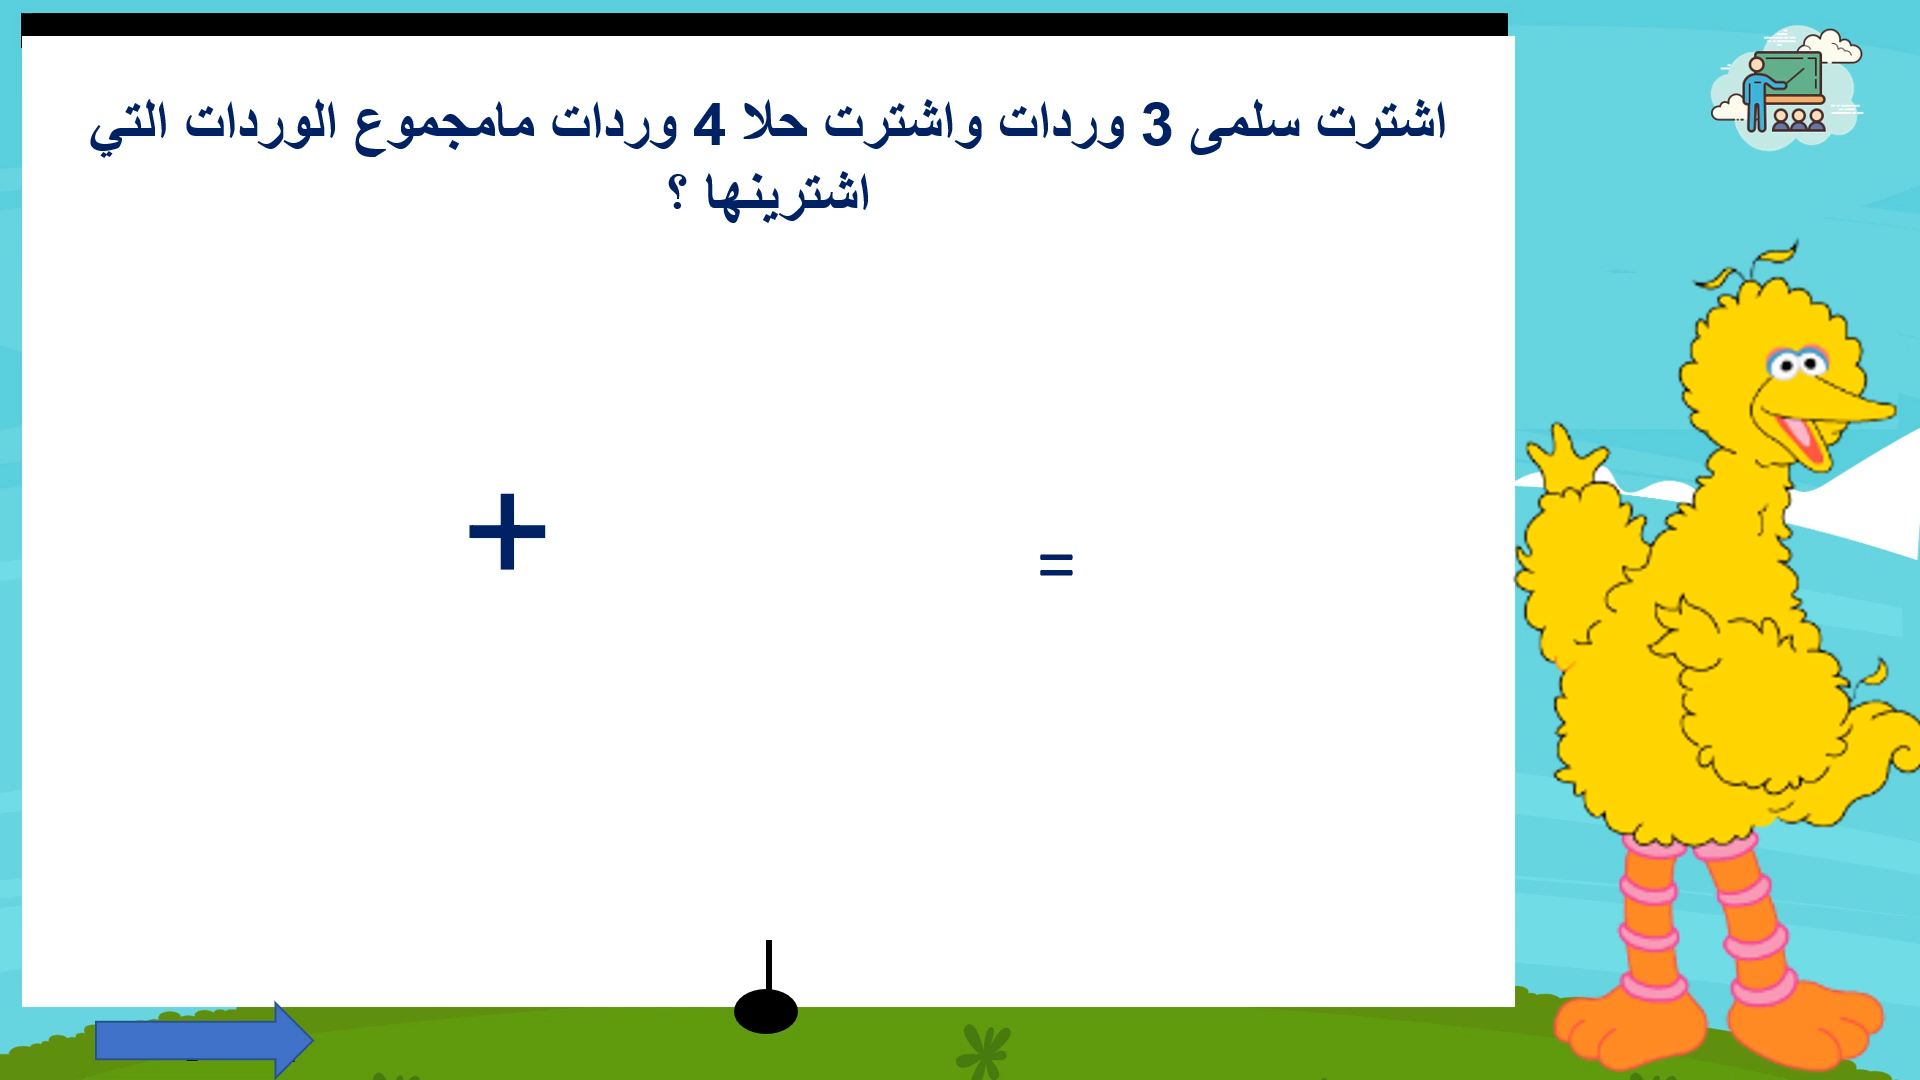 اشترت سلمى 3 وردات واشترت حلا 4 وردات مامجموع الوردات التي
اشترينها ؟
+ =